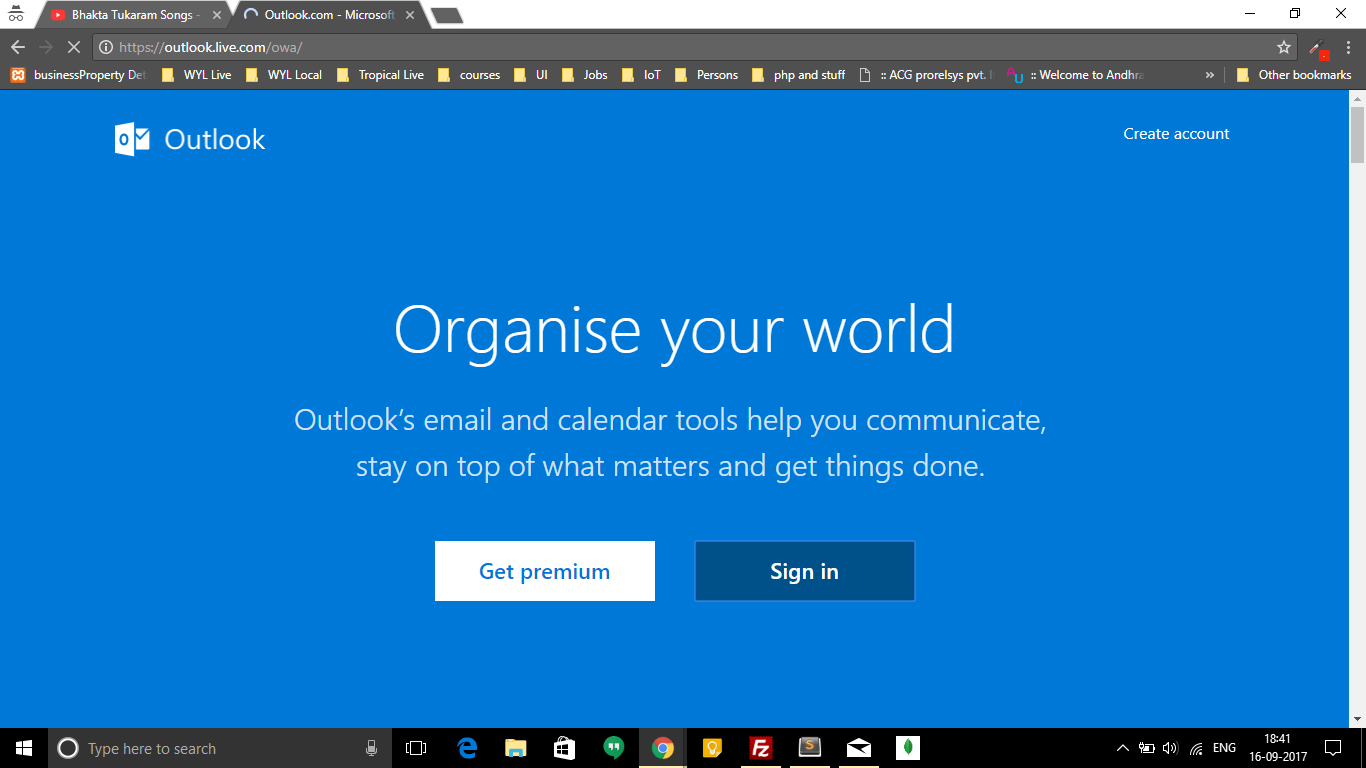 Bhakta Tukaram Songs -
Outlook.com - Microsoft
https://outlook.live.com/owa/
businessProperty Det
WYL Live
WYL Local
Tropical Live
courses
UI
Jobs
IoT
Persons
php and stuff
:: ACG prorelsys pvt.
:: Welcome to Andhra
»
Other bookmarks
Outlook
Create account
Organise your world
Outlook’s email and calendar tools help you communicate,
stay on top of what matters and get things done.
Get premium
Sign in
Type here to search
ENG
18:41
16-09-2017